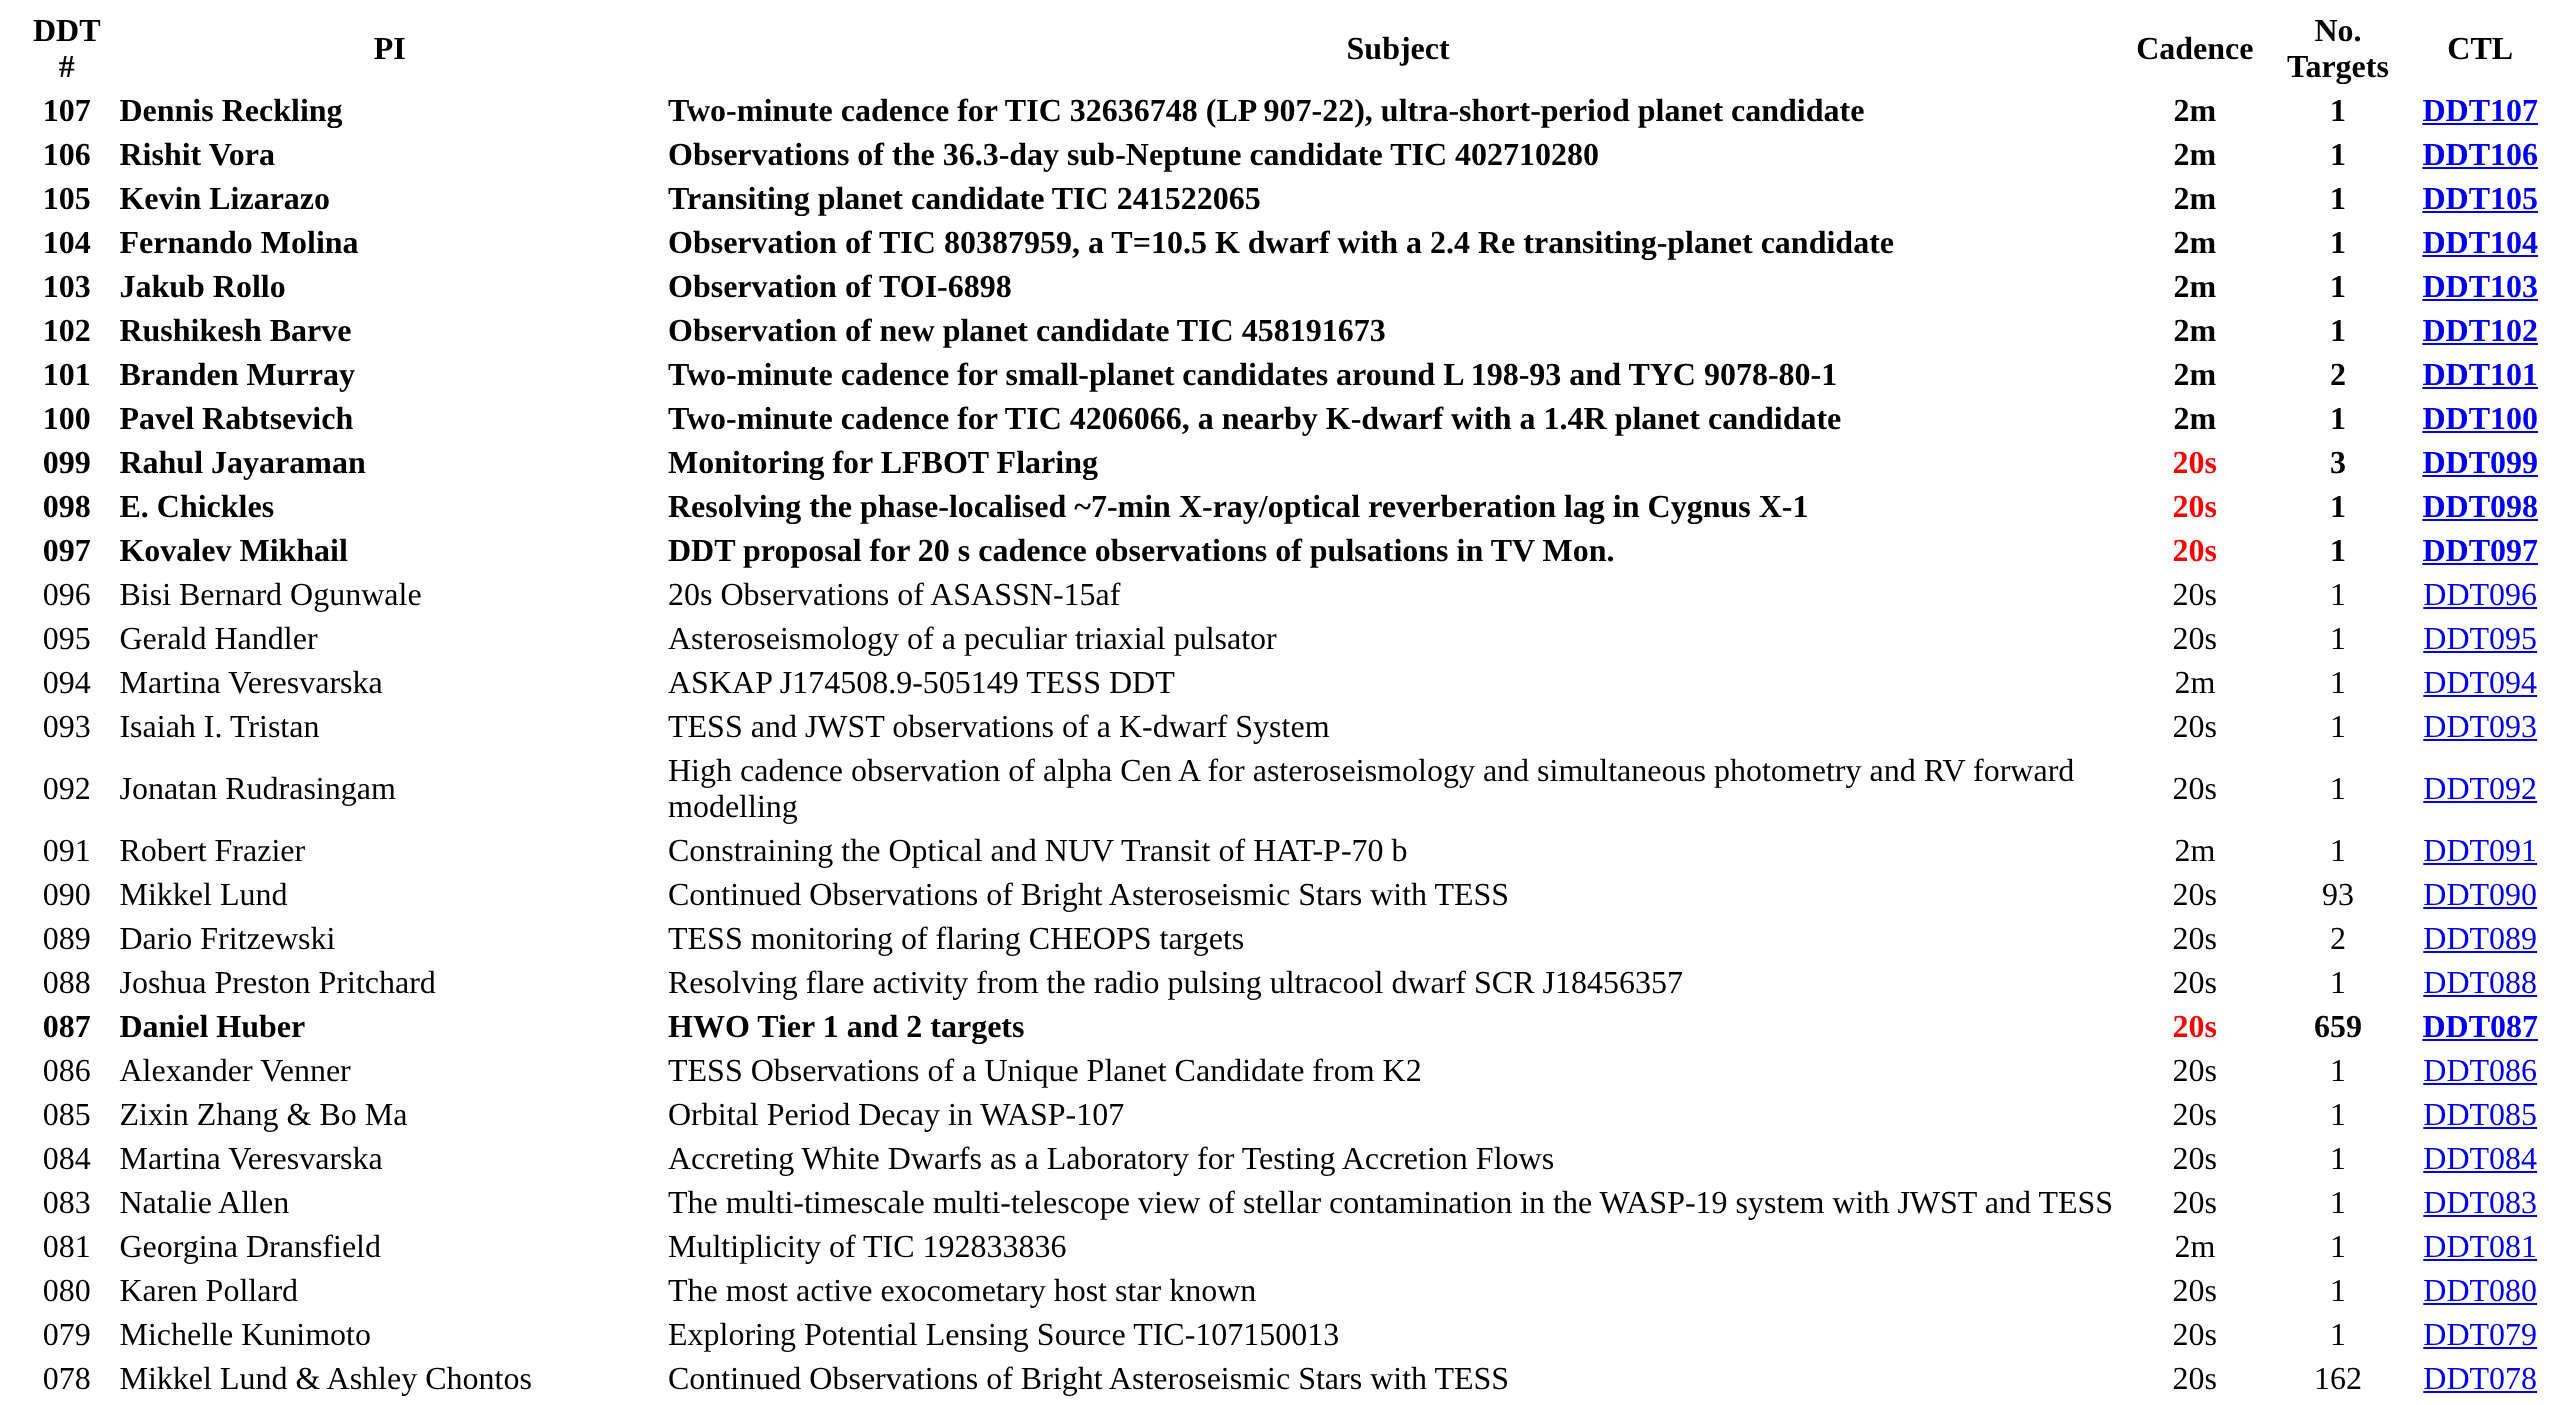 DDT # PI Subject Cadence No. Targets CTL
107 Dennis Reckling Two-minute cadence for TIC 32636748 (LP 907-22), ultra-short-period planet candidate 2m 1 DDT107
106 Rishit Vora Observations of the 36.3-day sub-Neptune candidate TIC 402710280 2m 1 DDT106
105 Kevin Lizarazo Transiting planet candidate TIC 241522065 2m 1 DDT105
104 Fernando Molina Observation of TIC 80387959, a T=10.5 K dwarf with a 2.4 Re transiting-planet candidate 2m 1 DDT104
103 Jakub Rollo Observation of TOI-6898 2m 1 DDT103
102 Rushikesh Barve Observation of new planet candidate TIC 458191673 2m 1 DDT102
101 Branden Murray Two-minute cadence for small-planet candidates around L 198-93 and TYC 9078-80-1 2m 2 DDT101
100 Pavel Rabtsevich Two-minute cadence for TIC 4206066, a nearby K-dwarf with a 1.4R planet candidate 2m 1 DDT100
099 Rahul Jayaraman Monitoring for LFBOT Flaring 20s 3 DDT099
098 E. Chickles Resolving the phase-localised ~7-min X-ray/optical reverberation lag in Cygnus X-1 20s 1 DDT098
097 Kovalev Mikhail DDT proposal for 20 s cadence observations of pulsations in TV Mon. 20s 1 DDT097
096 Bisi Bernard Ogunwale 20s Observations of ASASSN-15af 20s 1 DDT096
095 Gerald Handler Asteroseismology of a peculiar triaxial pulsator 20s 1 DDT095
094 Martina Veresvarska ASKAP J174508.9-505149 TESS DDT 2m 1 DDT094
093 Isaiah I. Tristan TESS and JWST observations of a K-dwarf System 20s 1 DDT093
092 Jonatan Rudrasingam High cadence observation of alpha Cen A for asteroseismology and simultaneous photometry and RV forward
modelling 20s 1 DDT092
091 Robert Frazier Constraining the Optical and NUV Transit of HAT-P-70 b 2m 1 DDT091
090 Mikkel Lund Continued Observations of Bright Asteroseismic Stars with TESS 20s 93 DDT090
089 Dario Fritzewski TESS monitoring of flaring CHEOPS targets 20s 2 DDT089
088 Joshua Preston Pritchard Resolving flare activity from the radio pulsing ultracool dwarf SCR J18456357 20s 1 DDT088
087 Daniel Huber HWO Tier 1 and 2 targets 20s 659 DDT087
086 Alexander Venner TESS Observations of a Unique Planet Candidate from K2 20s 1 DDT086
085 Zixin Zhang & Bo Ma Orbital Period Decay in WASP-107 20s 1 DDT085
084 Martina Veresvarska Accreting White Dwarfs as a Laboratory for Testing Accretion Flows 20s 1 DDT084
083 Natalie Allen The multi-timescale multi-telescope view of stellar contamination in the WASP-19 system with JWST and TESS 20s 1 DDT083
081 Georgina Dransfield Multiplicity of TIC 192833836 2m 1 DDT081
080 Karen Pollard The most active exocometary host star known 20s 1 DDT080
079 Michelle Kunimoto Exploring Potential Lensing Source TIC-107150013 20s 1 DDT079
078 Mikkel Lund & Ashley Chontos Continued Observations of Bright Asteroseismic Stars with TESS 20s 162 DDT078